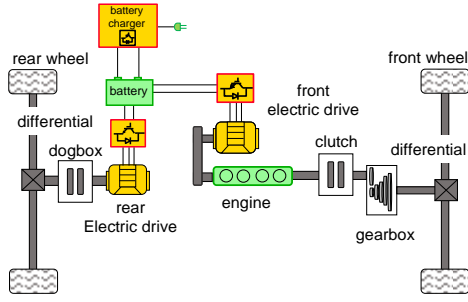 battery
charger
rear wheel
front wheel
battery
front
electric drive
differential
dogbox
clutch
differential
rear
Electric drive
engine
gearbox